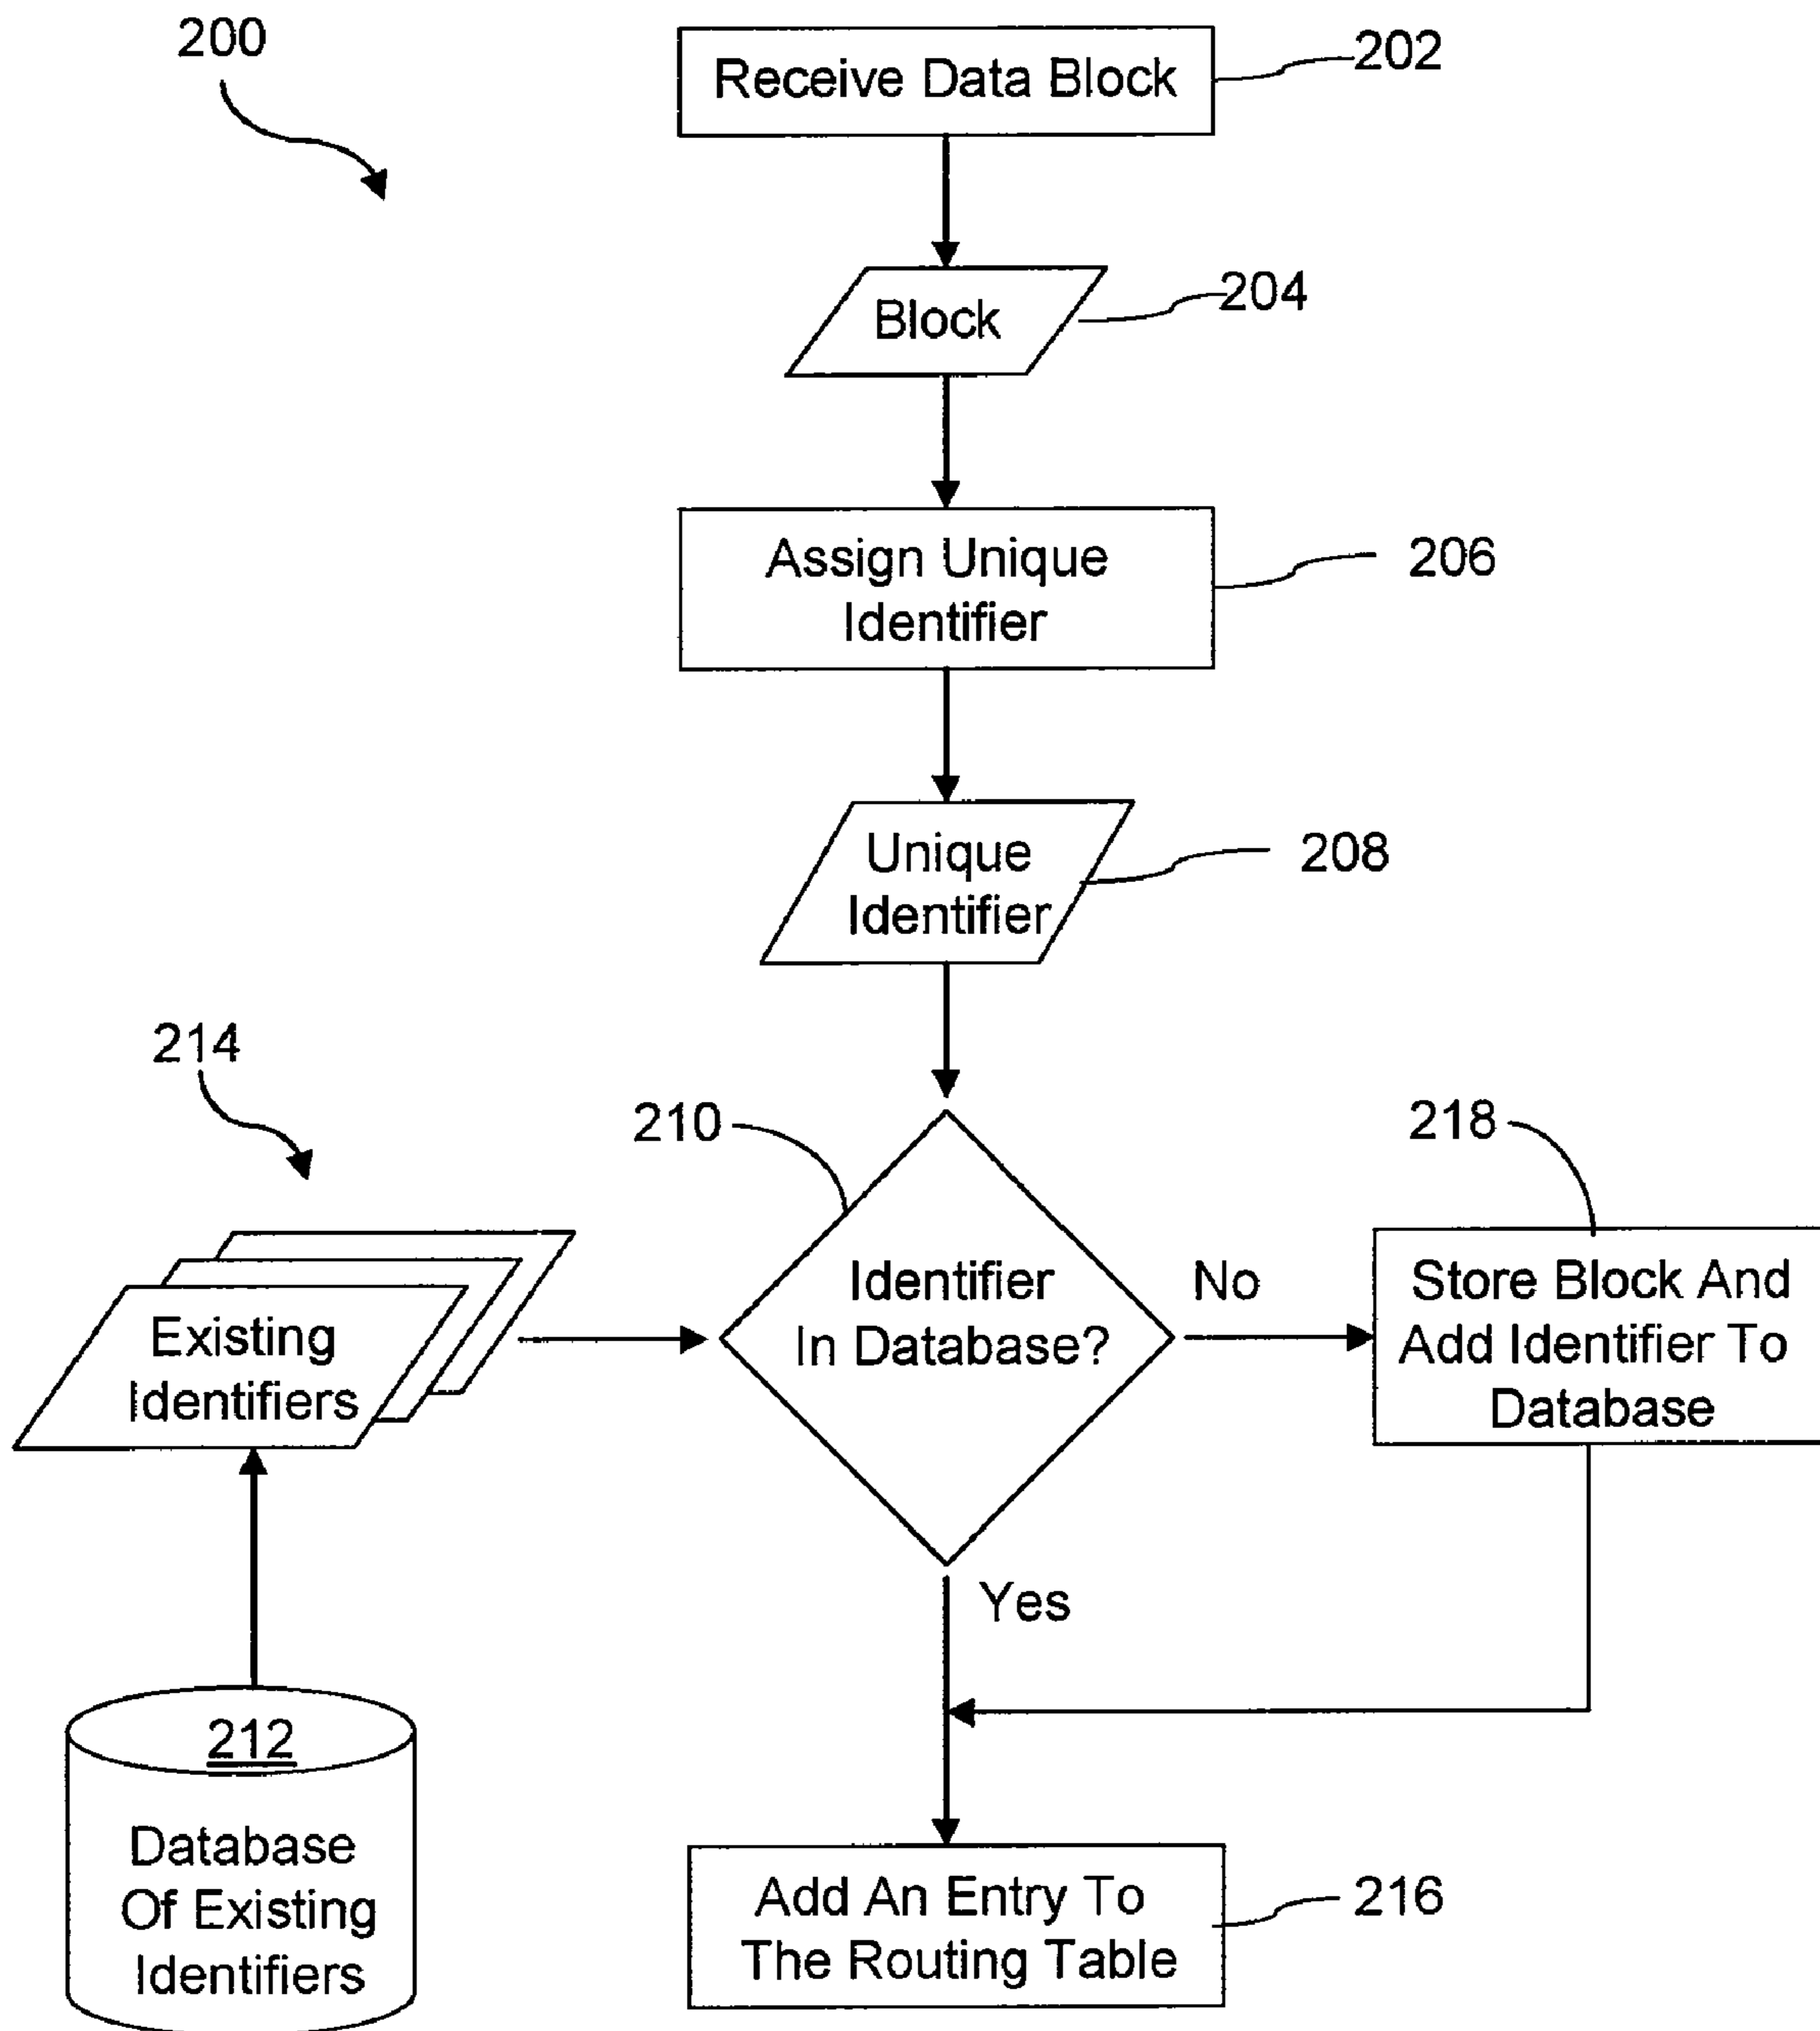 200
Receive Data Block
202
Block
204
Assign Unique
Identifier
206
Unique
Identifier
208
214
210
218
Existing
Identifiers
Identifier
In Database?
No
Store Block And
Add Identifier To
Database
Yes
212
Database
Of Existing
Identifiers
Add An Entry To
The Routing Table
216